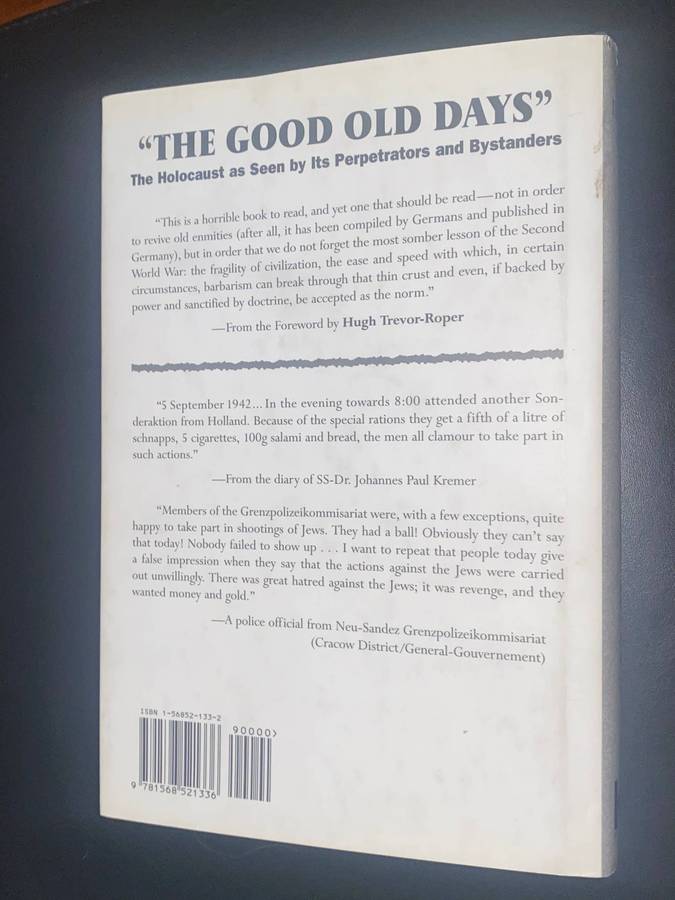 “THE GOOD OLD DAYS”
The Holocaust as Seen by Its Perpetrators and Bystanders
“This is a horrible book to read, and yet one that should be read—not in order
to revive old enmities (after all, it has been compiled by Germans and published in
Germany), but in order that we do not forget the most somber lesson of the Second
World War: the fragility of civilization, the ease and speed with which, in certain
circumstances, barbarism can break through that thin crust and even, if backed by
power and sanctified by doctrine, be accepted as the norm.”
—From the Foreword by Hugh Trevor-Roper
“5 September 1942... In the evening towards 8:00 attended another Son-
deraktion from Holland. Because of the special rations they get a fifth of a litre of
schnapps, 5 cigarettes, 100g salami and bread, the men all clamour to take part in
such actions.”
—From the diary of SS-Dr. Johannes Paul Kremer
“Members of the Grenzpolizeikommisariat were, with a few exceptions, quite
happy to take part in shootings of Jews. They had a ball! Obviously they can’t say
that today! Nobody failed to show up . . . I want to repeat that people today give
a false impression when they say that the actions against the Jews were carried
out unwillingly. There was great hatred against the Jews; it was revenge, and they
wanted money and gold.”
—A police official from Neu-Sandez Grenzpolizeikommisariat
(Cracow District/General-Gouvernement)
ISBN 1-56852-133-2
90000>
9 781568 521336